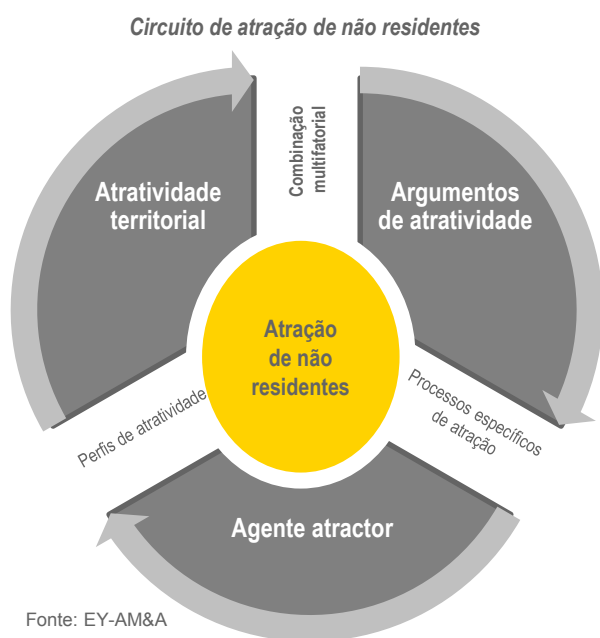 Circuito de atração de não residentes
Combinação
multifatorial
Atratividade
territorial
Argumentos
de atratividade
Atração
de não
residentes
Perfis de atratividade
Processos específicos
de atração
Agente atractor
Fonte: EY-AM&A